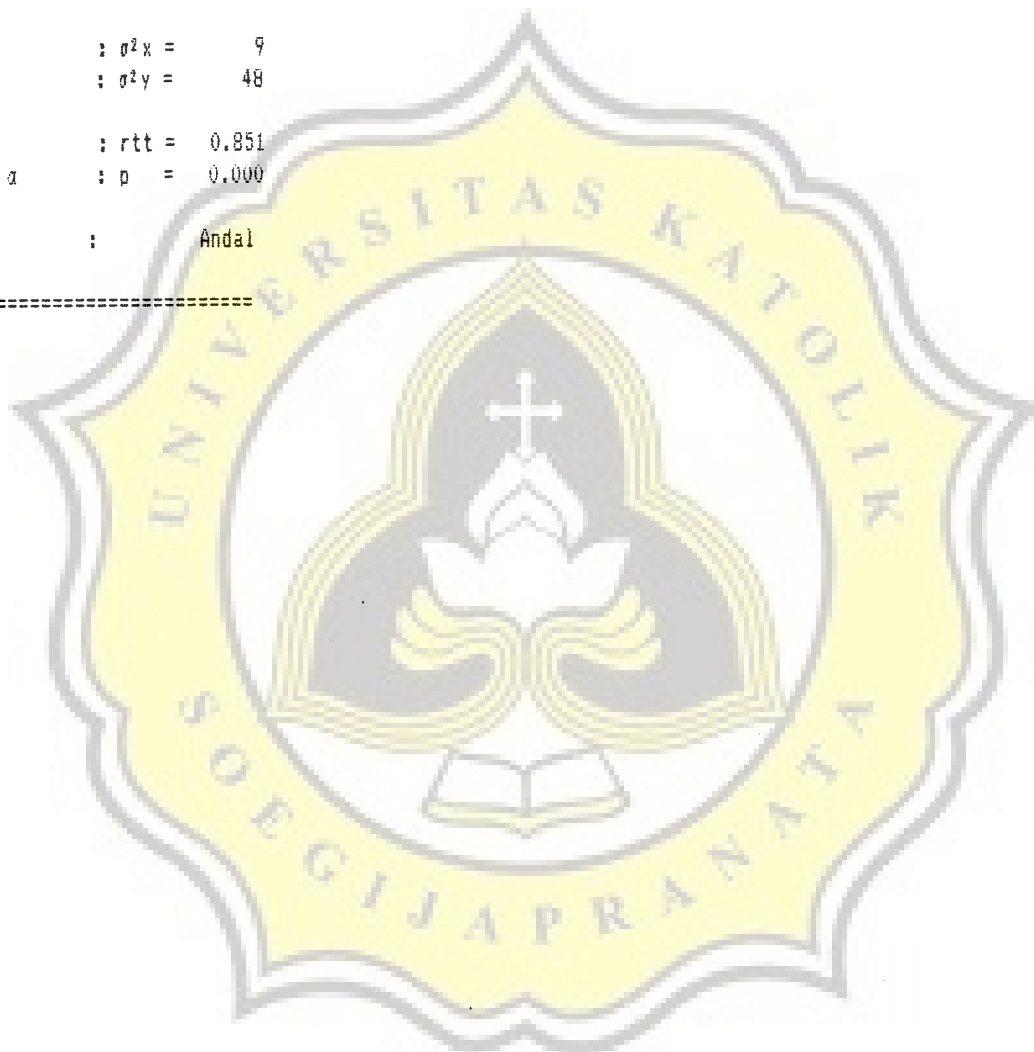 : σ²x = 9
: σ²y = 48
: rtt = 0.851
α : p = 0.000
: Andal
==========================
UNIVERSITAS KATOLIK
SOEGIJAPRANATA